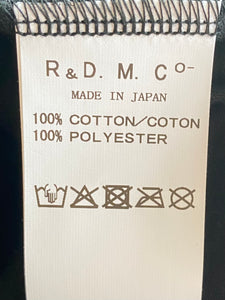 R & D. M. Co-
MADE IN JAPAN
100% COTTON/COTON
100% POLYESTER